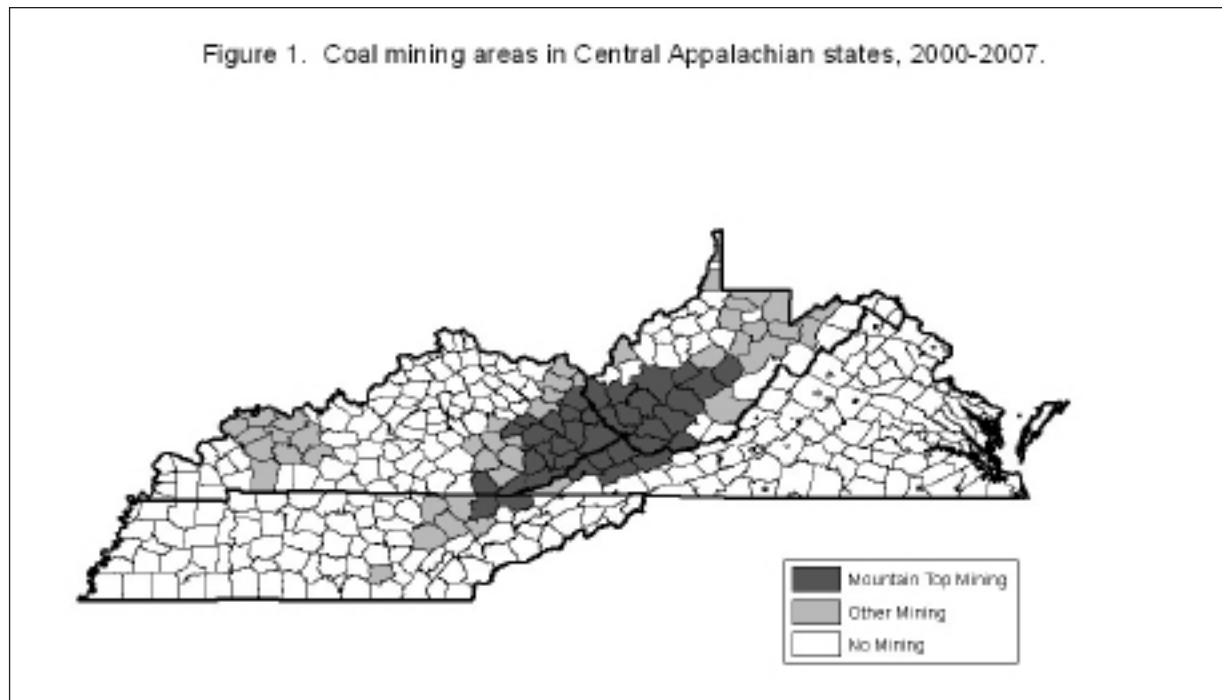 Figure 1.  Coal mining areas in Central Appalachian states, 2000-2007.
Mountain Top Mining
Other Mining
No Mining